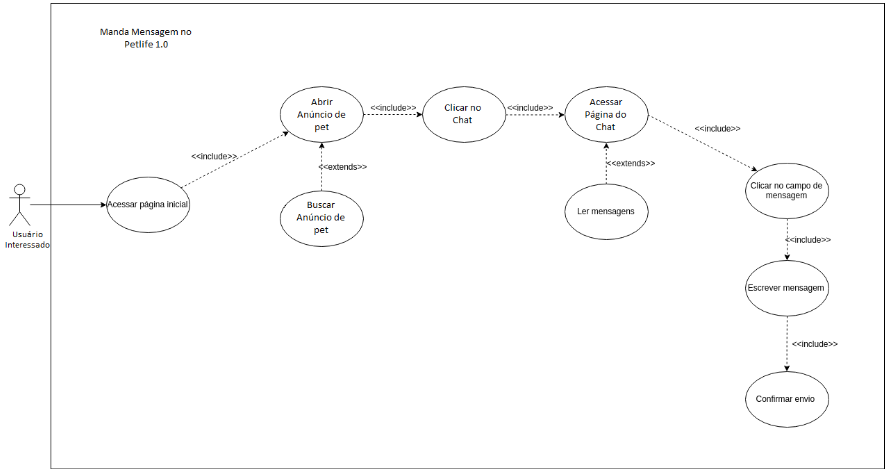 Manda Mensagem no
Petlife 1.0
Abrir
Anúncio de
pet
<<include>>
Clicar no
Chat
<<include>>
Acessar
Página do
Chat
<<include>>
<<include>>
<<extends>>
<<extends>>
Usuário
Interessado
Acessar página inicial
Buscar
Anúncio de
pet
Ler mensagens
Clicar no campo de
mensagem
<<include>>
Escrever mensagem
<<include>>
Confirmar envio